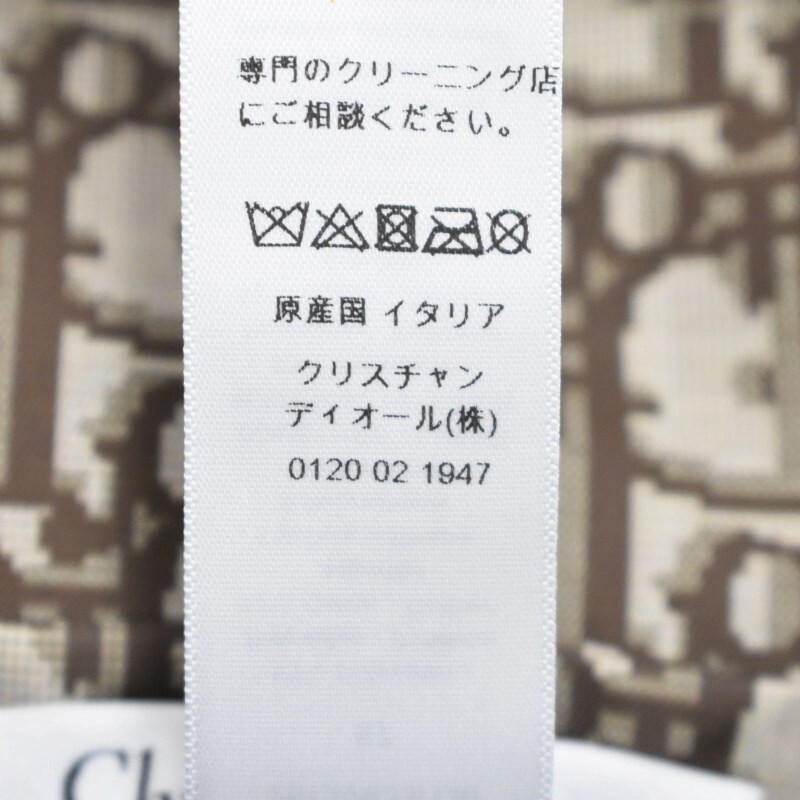 専門のクリーニング店
にご相談ください。
原産国 イタリア
クリスチャン
ディオール(株)
0120 02 1947
Ch